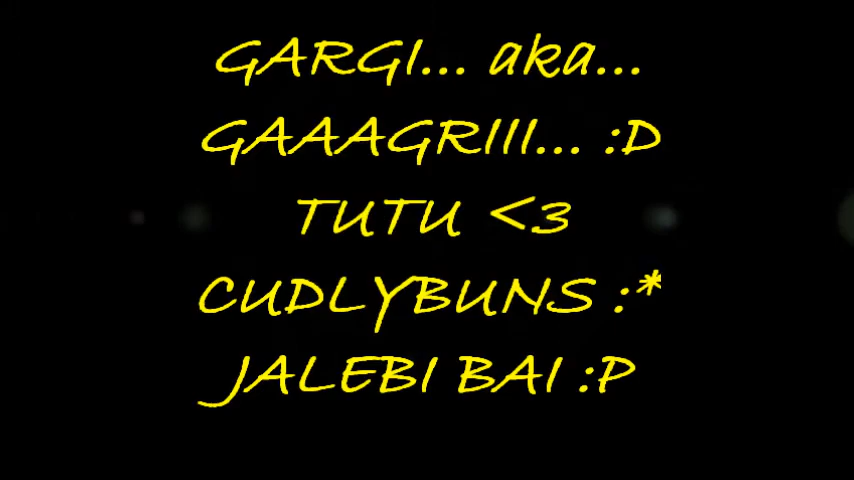 GARGI... aka...
GAAAGRIII... :D
TUTU <3
CUDLYBUNS :*
JALEBI BAI :P